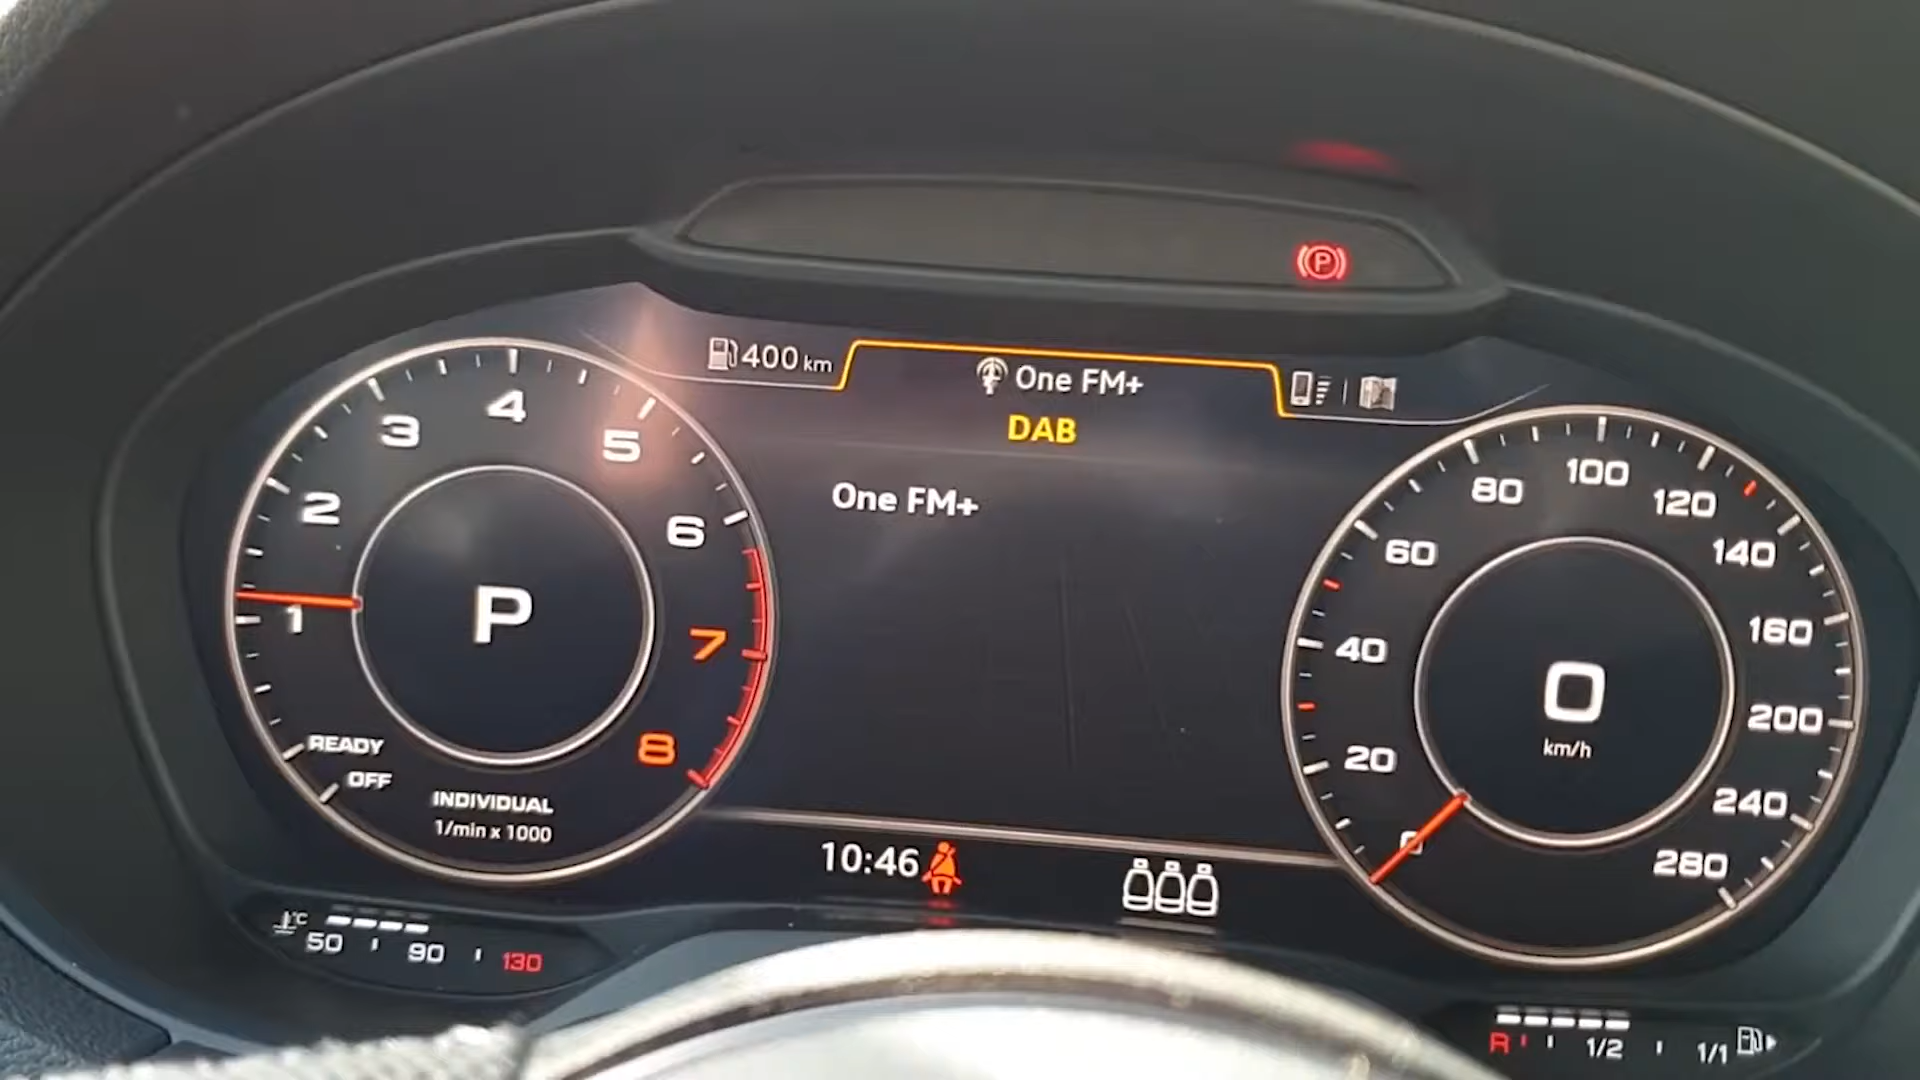 P
400 km
One FM+
DAB
One FM+
1
2
3
4
5
6
7
8
P
READY
OFF
INDIVIDUAL
1/min x 1000
0
20
40
60
80
100
120
140
160
200
240
280
0
km/h
10:46
°C
50
90
130
R
1/2
1/1